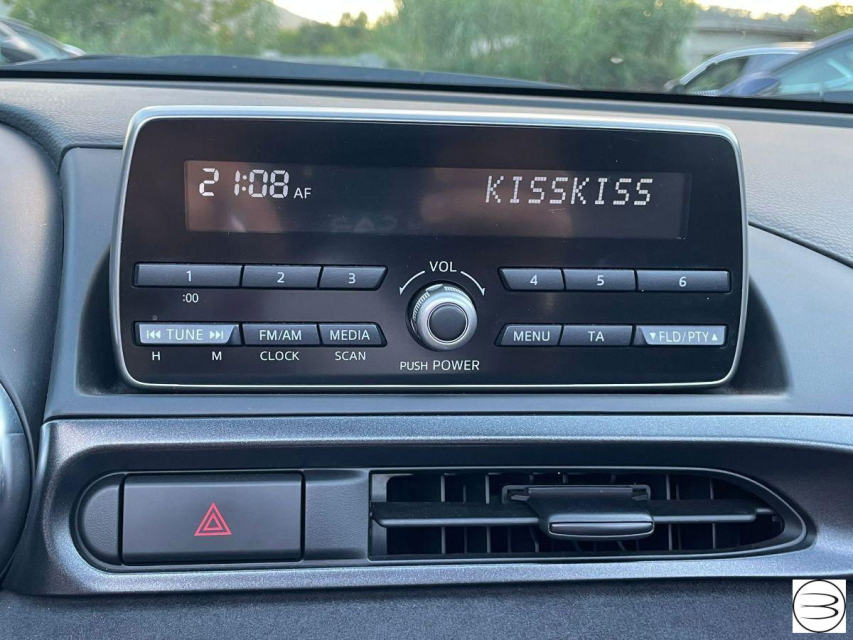 21:08 AF KISSKISS
VOL
1 2 3 4 5 6
:00
TUNE FM/AM MEDIA MENU TA ▼FLD/PTY▲
H M CLOCK SCAN
PUSH POWER